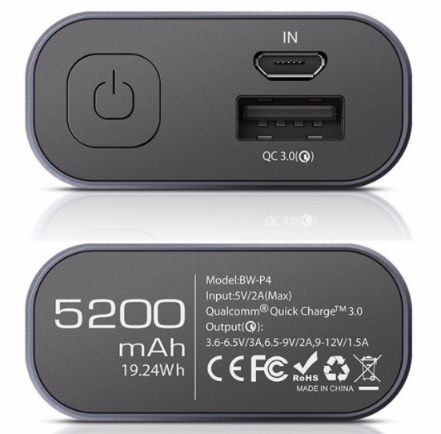 IN
QC 3.0
5200
mAh
19.24Wh
Model:BW-P4
Input:5V/2A(Max)
Qualcomm® Quick Charge™ 3.0
Output( ):
3.6-6.5V/3A,6.5-9V/2A,9-12V/1.5A
CE FC RoHS
MADE IN CHINA